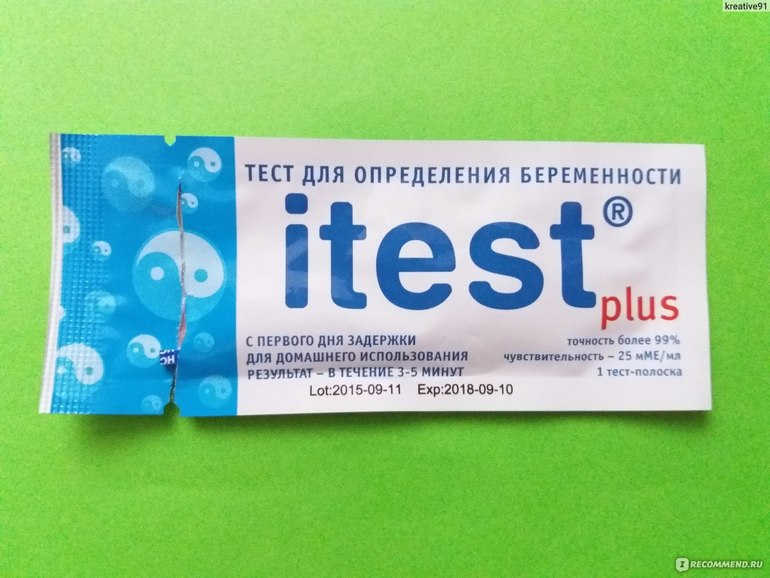 kreative91
ТЕСТ ДЛЯ ОПРЕДЕЛЕНИЯ БЕРЕМЕННОСТИ
itest®
plus
С ПЕРВОГО ДНЯ ЗАДЕРЖКИ
ДЛЯ ДОМАШНЕГО ИСПОЛЬЗОВАНИЯ
РЕЗУЛЬТАТ – В ТЕЧЕНИЕ 3-5 МИНУТ
точность более 99%
чувствительность – 25 мМЕ/мл
1 тест-полоска
Lot:2015-09-11 Exp:2018-09-10
I RECOMMEND.RU